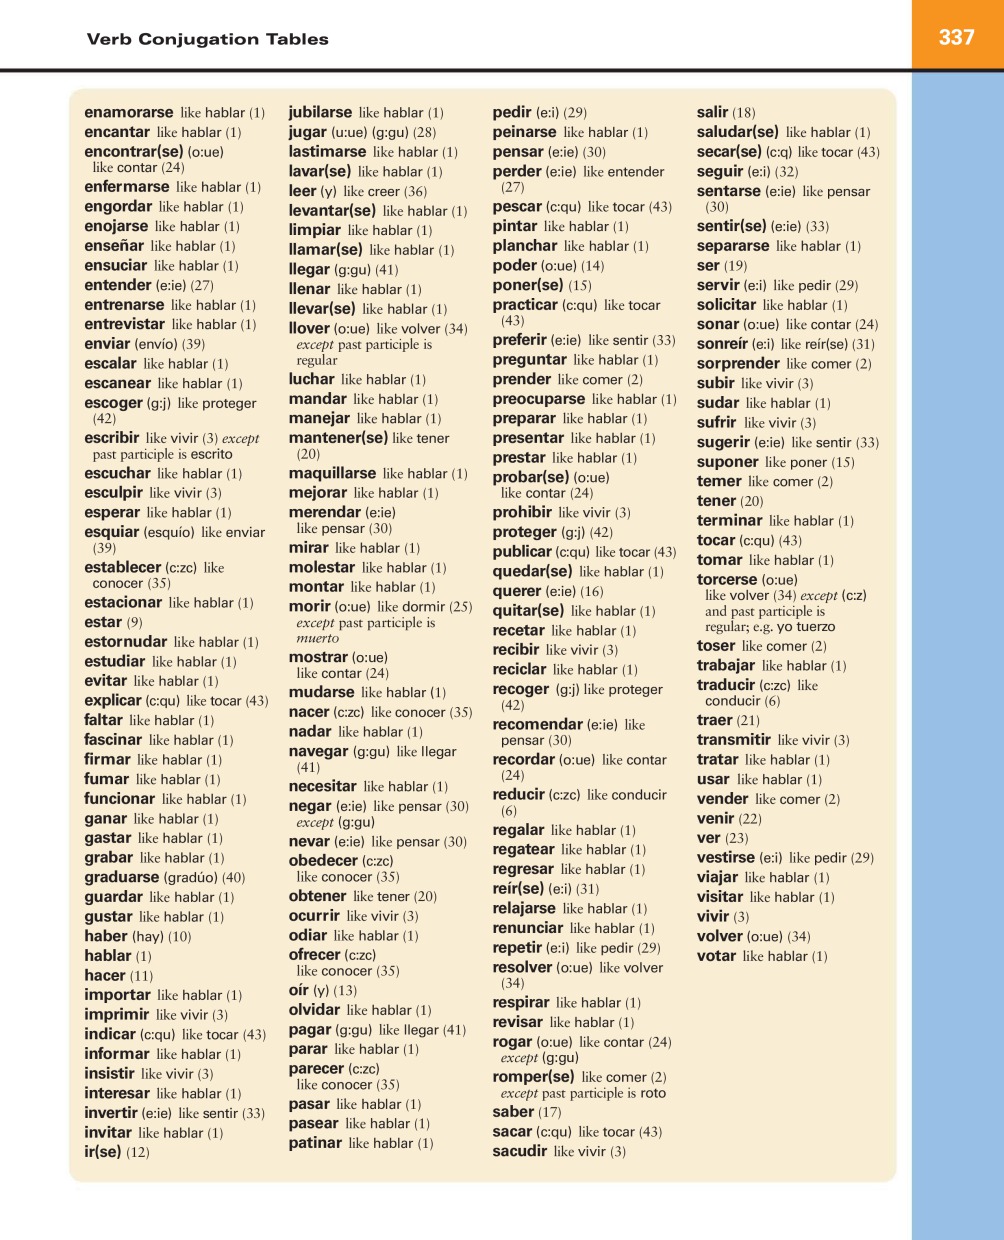 Verb Conjugation Tables
337
enamorarse like hablar (1)
encantar like hablar (1)
encontrar(se) (o:ue)
like contar (24)
enfermarse like hablar (1)
engordar like hablar (1)
enojarse like hablar (1)
enseñar like hablar (1)
ensuciar like hablar (1)
entender (e:ie) (27)
entrenarse like hablar (1)
entrevistar like hablar (1)
enviar (envío) (39)
escalar like hablar (1)
escanear like hablar (1)
escoger (g:j) like proteger
(42)
escribir like vivir (3) except
past participle is escrito
escuchar like hablar (1)
esculpir like vivir (3)
esperar like hablar (1)
esquiar (esquío) like enviar
(39)
establecer (c:zc) like
conocer (35)
estacionar like hablar (1)
estar (9)
estornudar like hablar (1)
estudiar like hablar (1)
evitar like hablar (1)
explicar (c:qu) like tocar (43)
faltar like hablar (1)
fascinar like hablar (1)
firmar like hablar (1)
fumar like hablar (1)
funcionar like hablar (1)
ganar like hablar (1)
gastar like hablar (1)
grabar like hablar (1)
graduarse (gradúo) (40)
guardar like hablar (1)
gustar like hablar (1)
haber (hay) (10)
hablar (1)
hacer (11)
importar like hablar (1)
imprimir like vivir (3)
indicar (c:qu) like tocar (43)
informar like hablar (1)
insistir like vivir (3)
interesar like hablar (1)
invertir (e:ie) like sentir (33)
invitar like hablar (1)
ir(se) (12)
jubilarse like hablar (1)
jugar (u:ue) (g:gu) (28)
lastimarse like hablar (1)
lavar(se) like hablar (1)
leer (y) like creer (36)
levantar(se) like hablar (1)
limpiar like hablar (1)
llamar(se) like hablar (1)
llegar (g:gu) (41)
llenar like hablar (1)
llevar(se) like hablar (1)
llover (o:ue) like volver (34)
except past participle is
regular
luchar like hablar (1)
mandar like hablar (1)
manejar like hablar (1)
mantener(se) like tener
(20)
maquillarse like hablar (1)
mejorar like hablar (1)
merendar (e:ie)
like pensar (30)
mirar like hablar (1)
molestar like hablar (1)
montar like hablar (1)
morir (o:ue) like dormir (25)
except past participle is
muerto
mostrar (o:ue)
like contar (24)
mudarse like hablar (1)
nacer (c:zc) like conocer (35)
nadar like hablar (1)
navegar (g:gu) like llegar
(41)
necesitar like hablar (1)
negar (e:ie) like pensar (30)
except (g:gu)
nevar (e:ie) like pensar (30)
obedecer (c:zc)
like conocer (35)
obtener like tener (20)
ocurrir like vivir (3)
odiar like hablar (1)
ofrecer (c:zc)
like conocer (35)
oír (y) (13)
olvidar like hablar (1)
pagar (g:gu) like llegar (41)
parar like hablar (1)
parecer (c:zc)
like conocer (35)
pasar like hablar (1)
pasear like hablar (1)
patinar like hablar (1)
pedir (e:i) (29)
peinarse like hablar (1)
pensar (e:ie) (30)
perder (e:ie) like entender
(27)
pescar (c:qu) like tocar (43)
pintar like hablar (1)
planchar like hablar (1)
poder (o:ue) (14)
poner(se) (15)
practicar (c:qu) like tocar
(43)
preferir (e:ie) like sentir (33)
preguntar like hablar (1)
prender like comer (2)
preocuparse like hablar (1)
preparar like hablar (1)
presentar like hablar (1)
prestar like hablar (1)
probar(se) (o:ue)
like contar (24)
prohibir like vivir (3)
proteger (g:j) (42)
publicar (c:qu) like tocar (43)
quedar(se) like hablar (1)
querer (e:ie) (16)
quitar(se) like hablar (1)
recetar like hablar (1)
recibir like vivir (3)
reciclar like hablar (1)
recoger (g:j) like proteger
(42)
recomendar (e:ie) like
pensar (30)
recordar (o:ue) like contar
(24)
reducir (c:zc) like conducir
(6)
regalar like hablar (1)
regatear like hablar (1)
regresar like hablar (1)
reír(se) (e:i) (31)
relajarse like hablar (1)
renunciar like hablar (1)
repetir (e:i) like pedir (29)
resolver (o:ue) like volver
(34)
respirar like hablar (1)
revisar like hablar (1)
rogar (o:ue) like contar (24)
except (g:gu)
romper(se) like comer (2)
except past participle is roto
saber (17)
sacar (c:qu) like tocar (43)
sacudir like vivir (3)
salir (18)
saludar(se) like hablar (1)
secar(se) (c:q) like tocar (43)
seguir (e:i) (32)
sentarse (e:ie) like pensar
(30)
sentir(se) (e:ie) (33)
separarse like hablar (1)
ser (19)
servir (e:i) like pedir (29)
solicitar like hablar (1)
sonar (o:ue) like contar (24)
sonreír (e:i) like reír(se) (31)
sorprender like comer (2)
subir like vivir (3)
sudar like hablar (1)
sufrir like vivir (3)
sugerir (e:ie) like sentir (33)
suponer like poner (15)
temer like comer (2)
tener (20)
terminar like hablar (1)
tocar (c:qu) (43)
tomar like hablar (1)
torcerse (o:ue)
like volver (34) except (c:z)
and past participle is
regular; e.g. yo tuerzo
toser like comer (2)
trabajar like hablar (1)
traducir (c:zc) like
conducir (6)
traer (21)
transmitir like vivir (3)
tratar like hablar (1)
usar like hablar (1)
vender like comer (2)
venir (22)
ver (23)
vestirse (e:i) like pedir (29)
viajar like hablar (1)
visitar like hablar (1)
vivir (3)
volver (o:ue) (34)
votar like hablar (1)